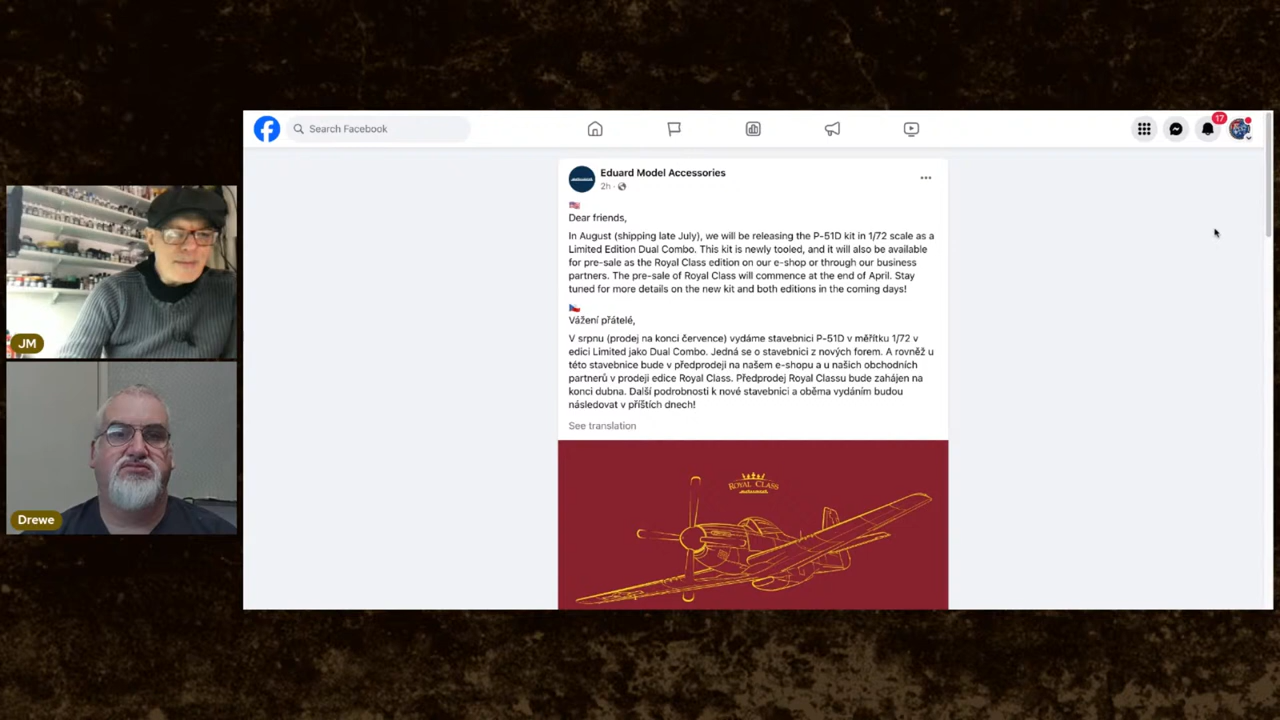 Search Facebook
17
Eduard Model Accessories
2h
Dear friends,
In August (shipping late July), we will be releasing the P-51D kit in 1/72 scale as a
Limited Edition Dual Combo. This kit is newly tooled, and it will also be available
for pre-sale as the Royal Class edition on our e-shop or through our business
partners. The pre-sale of Royal Class will commence at the end of April. Stay
tuned for more details on the new kit and both editions in the coming days!
Vážení přátelé,
V srpnu (prodej na konci července) vydáme stavebnici P-51D v měřítku 1/72 v
edici Limited jako Dual Combo. Jedná se o stavebnici z nových forem. A rovněž u
této stavebnice bude v předprodeji na našem e-shopu a u našich obchodních
partnerů v prodeji edice Royal Class. Předprodej Royal Classu bude zahájen na
konci dubna. Další podrobnosti k nové stavebnici a oběma vydáním budou
následovat v příštích dnech!
See translation
ROYAL CLASS
JM
Drewe